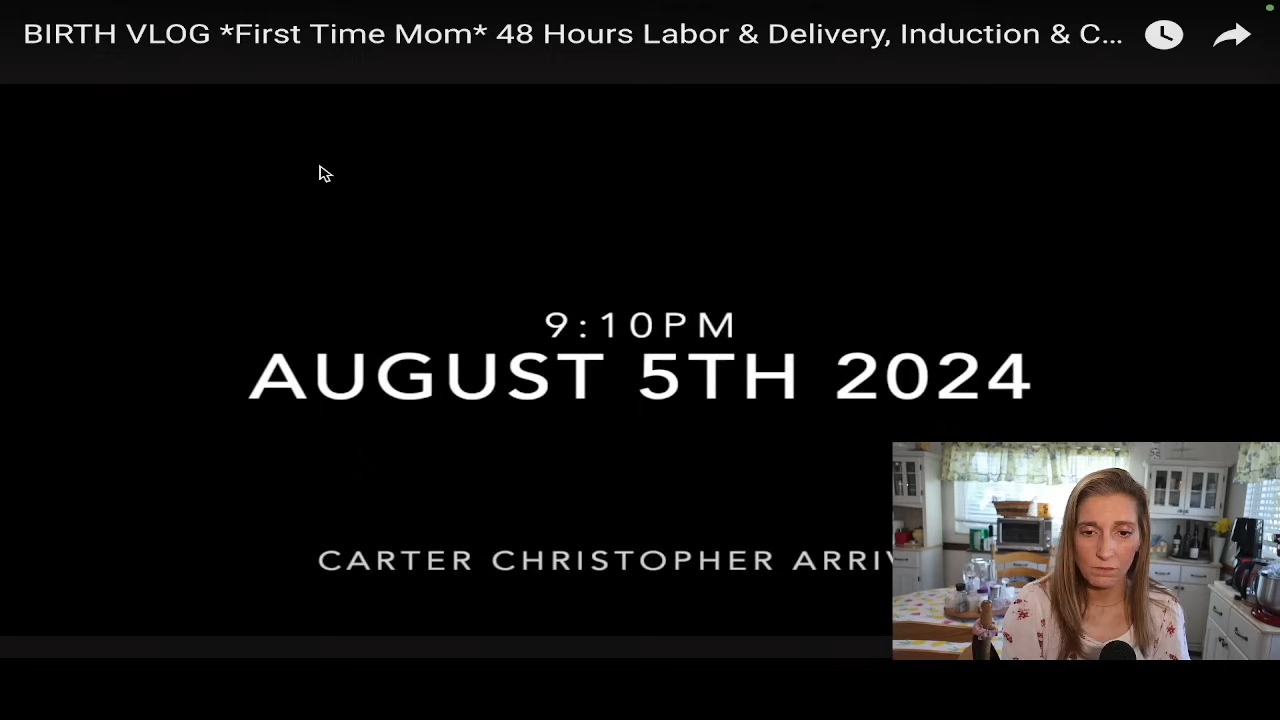 BIRTH VLOG *First Time Mom* 48 Hours Labor & Delivery, Induction & C...
9:10PM
AUGUST 5TH 2024
CARTER CHRISTOPHER